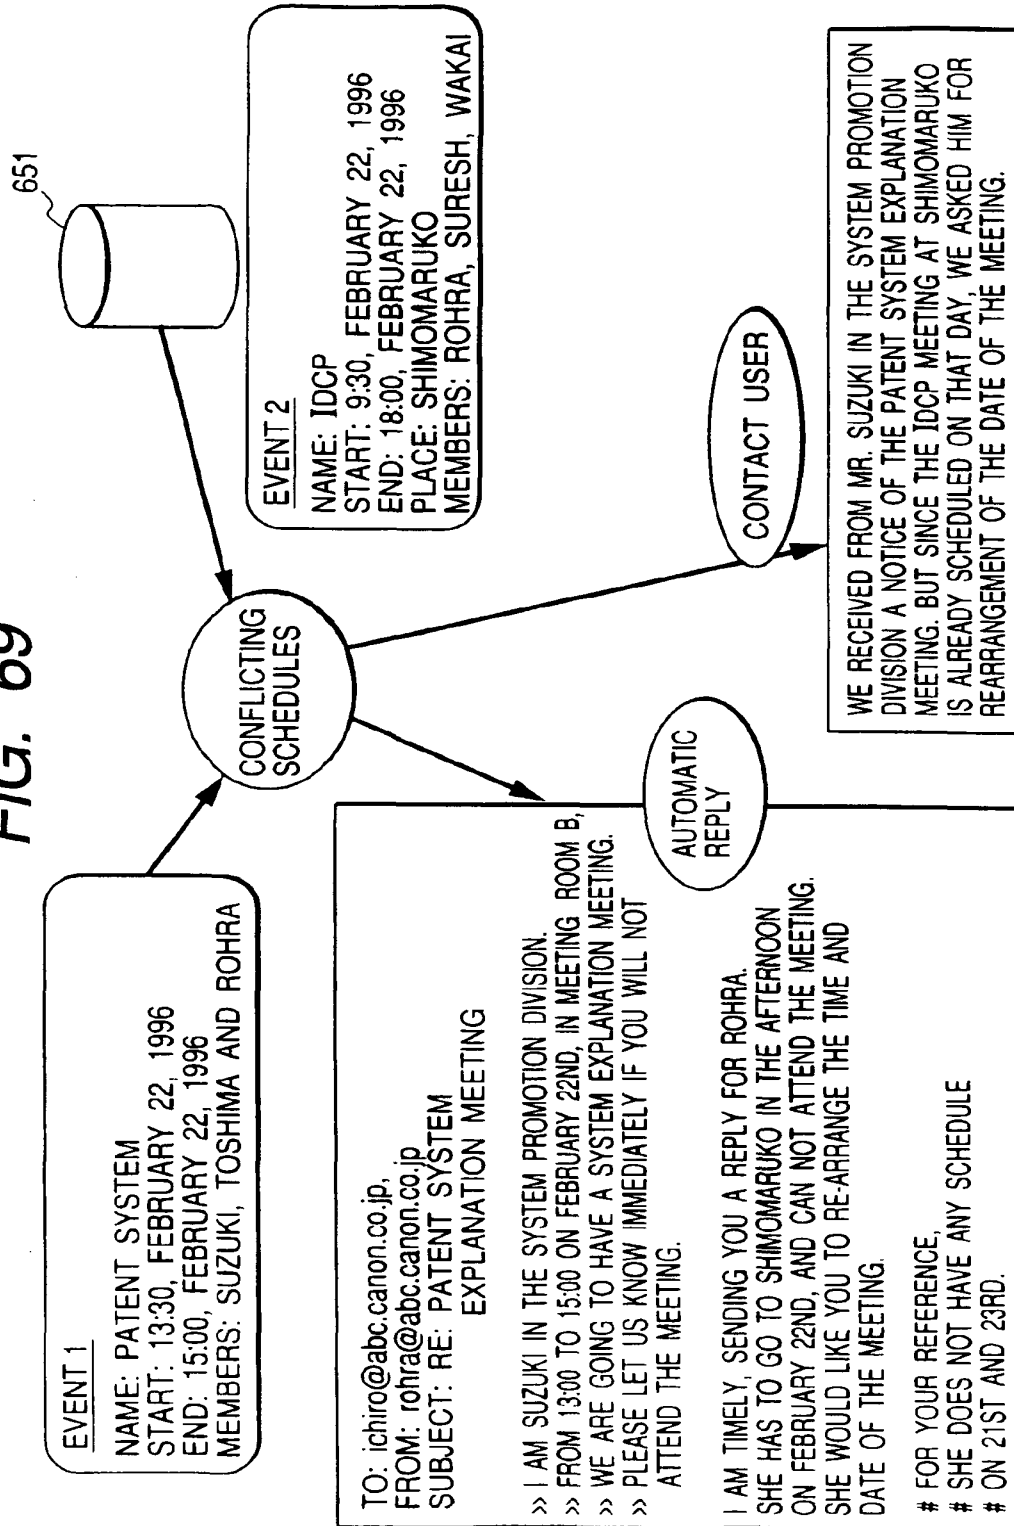 FIG. 69
EVENT 1
NAME: PATENT SYSTEM
START: 13:30, FEBRUARY 22, 1996
END: 15:00, FEBRUARY 22, 1996
MEMBERS: SUZUKI, TOSHIMA AND ROHRA
CONFLICTING
SCHEDULES
651
EVENT 2
NAME: IDCP
START: 9:30, FEBRUARY 22, 1996
END: 18:00, FEBRUARY 22, 1996
PLACE: SHIMOMARUKO
MEMBERS: ROHRA, SURESH, WAKAI
TO: ichiro@abc.canon.co.jp,
FROM: rohra@abc.canon.co.jp
SUBJECT: RE: PATENT SYSTEM
EXPLANATION MEETING
>> I AM SUZUKI IN THE SYSTEM PROMOTION DIVISION.
>> FROM 13:00 TO 15:00 ON FEBRUARY 22ND, IN MEETING ROOM B,
>> WE ARE GOING TO HAVE A SYSTEM EXPLANATION MEETING.
>> PLEASE LET US KNOW IMMEDIATELY IF YOU WILL NOT
ATTEND THE MEETING.
I AM TIMELY, SENDING YOU A REPLY FOR ROHRA.
SHE HAS TO GO TO SHIMOMARUKO IN THE AFTERNOON
ON FEBRUARY 22ND, AND CAN NOT ATTEND THE MEETING.
SHE WOULD LIKE YOU TO RE-ARRANGE THE TIME AND
DATE OF THE MEETING.
# FOR YOUR REFERENCE,
# SHE DOES NOT HAVE ANY SCHEDULE
# ON 21ST AND 23RD.
AUTOMATIC
REPLY
CONTACT USER
WE RECEIVED FROM MR. SUZUKI IN THE SYSTEM PROMOTION
DIVISION A NOTICE OF THE PATENT SYSTEM EXPLANATION
MEETING. BUT SINCE THE IDCP MEETING AT SHIMOMARUKO
IS ALREADY SCHEDULED ON THAT DAY, WE ASKED HIM FOR
REARRANGEMENT OF THE DATE OF THE MEETING.